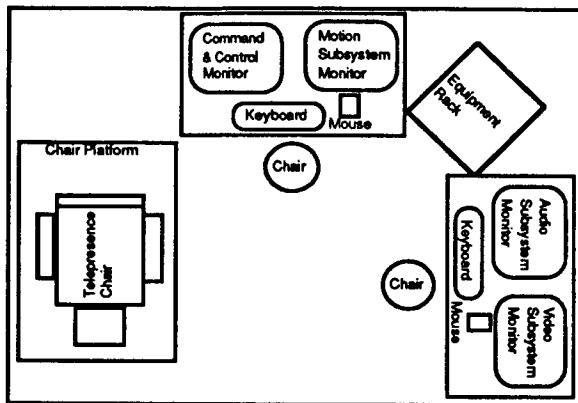 Command
& Control
Monitor
Motion
Subsystem
Monitor
Keyboard
Mouse
Equipment
Rack
Chair Platform
Chair
Telepresence
Chair
Audio
Subsystem
Monitor
Keyboard
Chair
Mouse
Video
Subsystem
Monitor